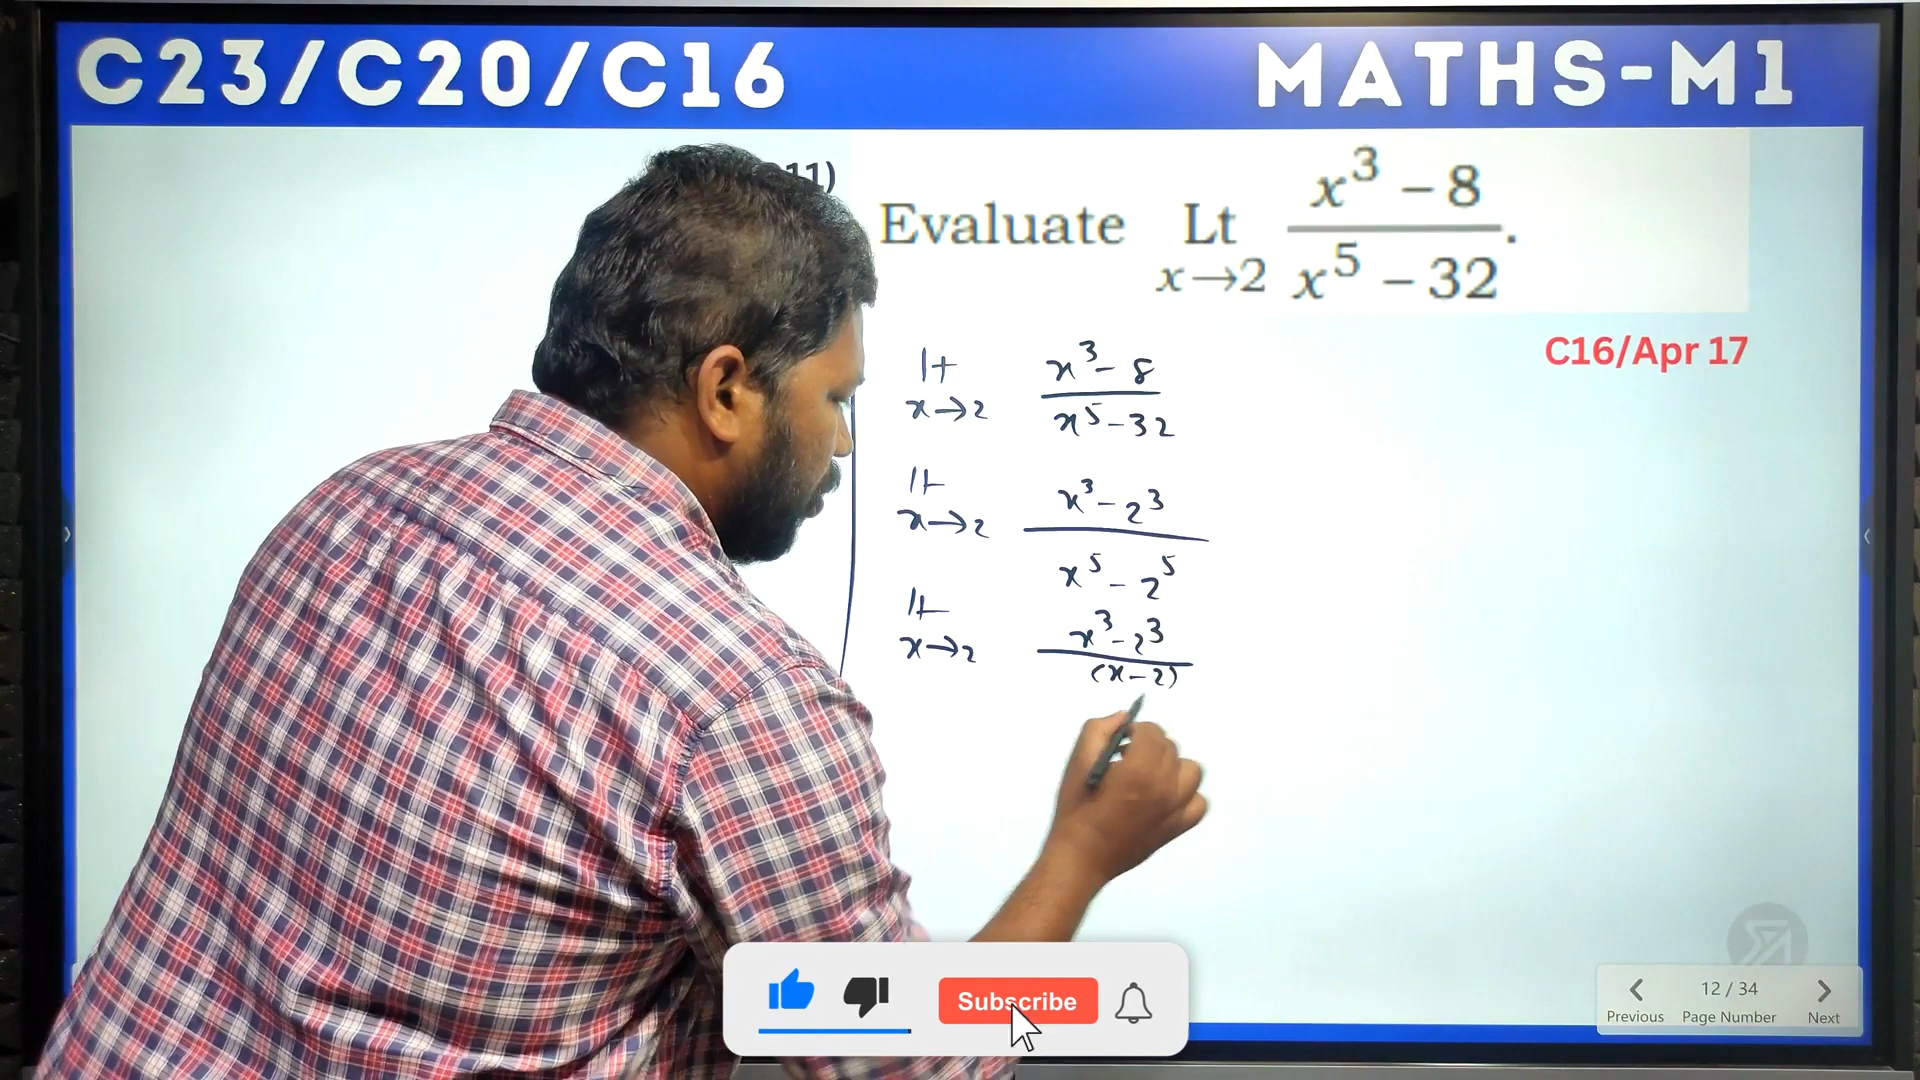 C23/C20/C16 MATHS-M1
11)
Evaluate Lt x→2 x³ – 8 / x⁵ – 32 .
C16/Apr 17
lt x→2 x³ – 8 / x⁵ – 32
lt x→2 x³ – 2³ / x⁵ – 2⁵
lt x→2 x³ – 2³ / (x – 2)
Subscribe
12 / 34
Previous Page Number Next